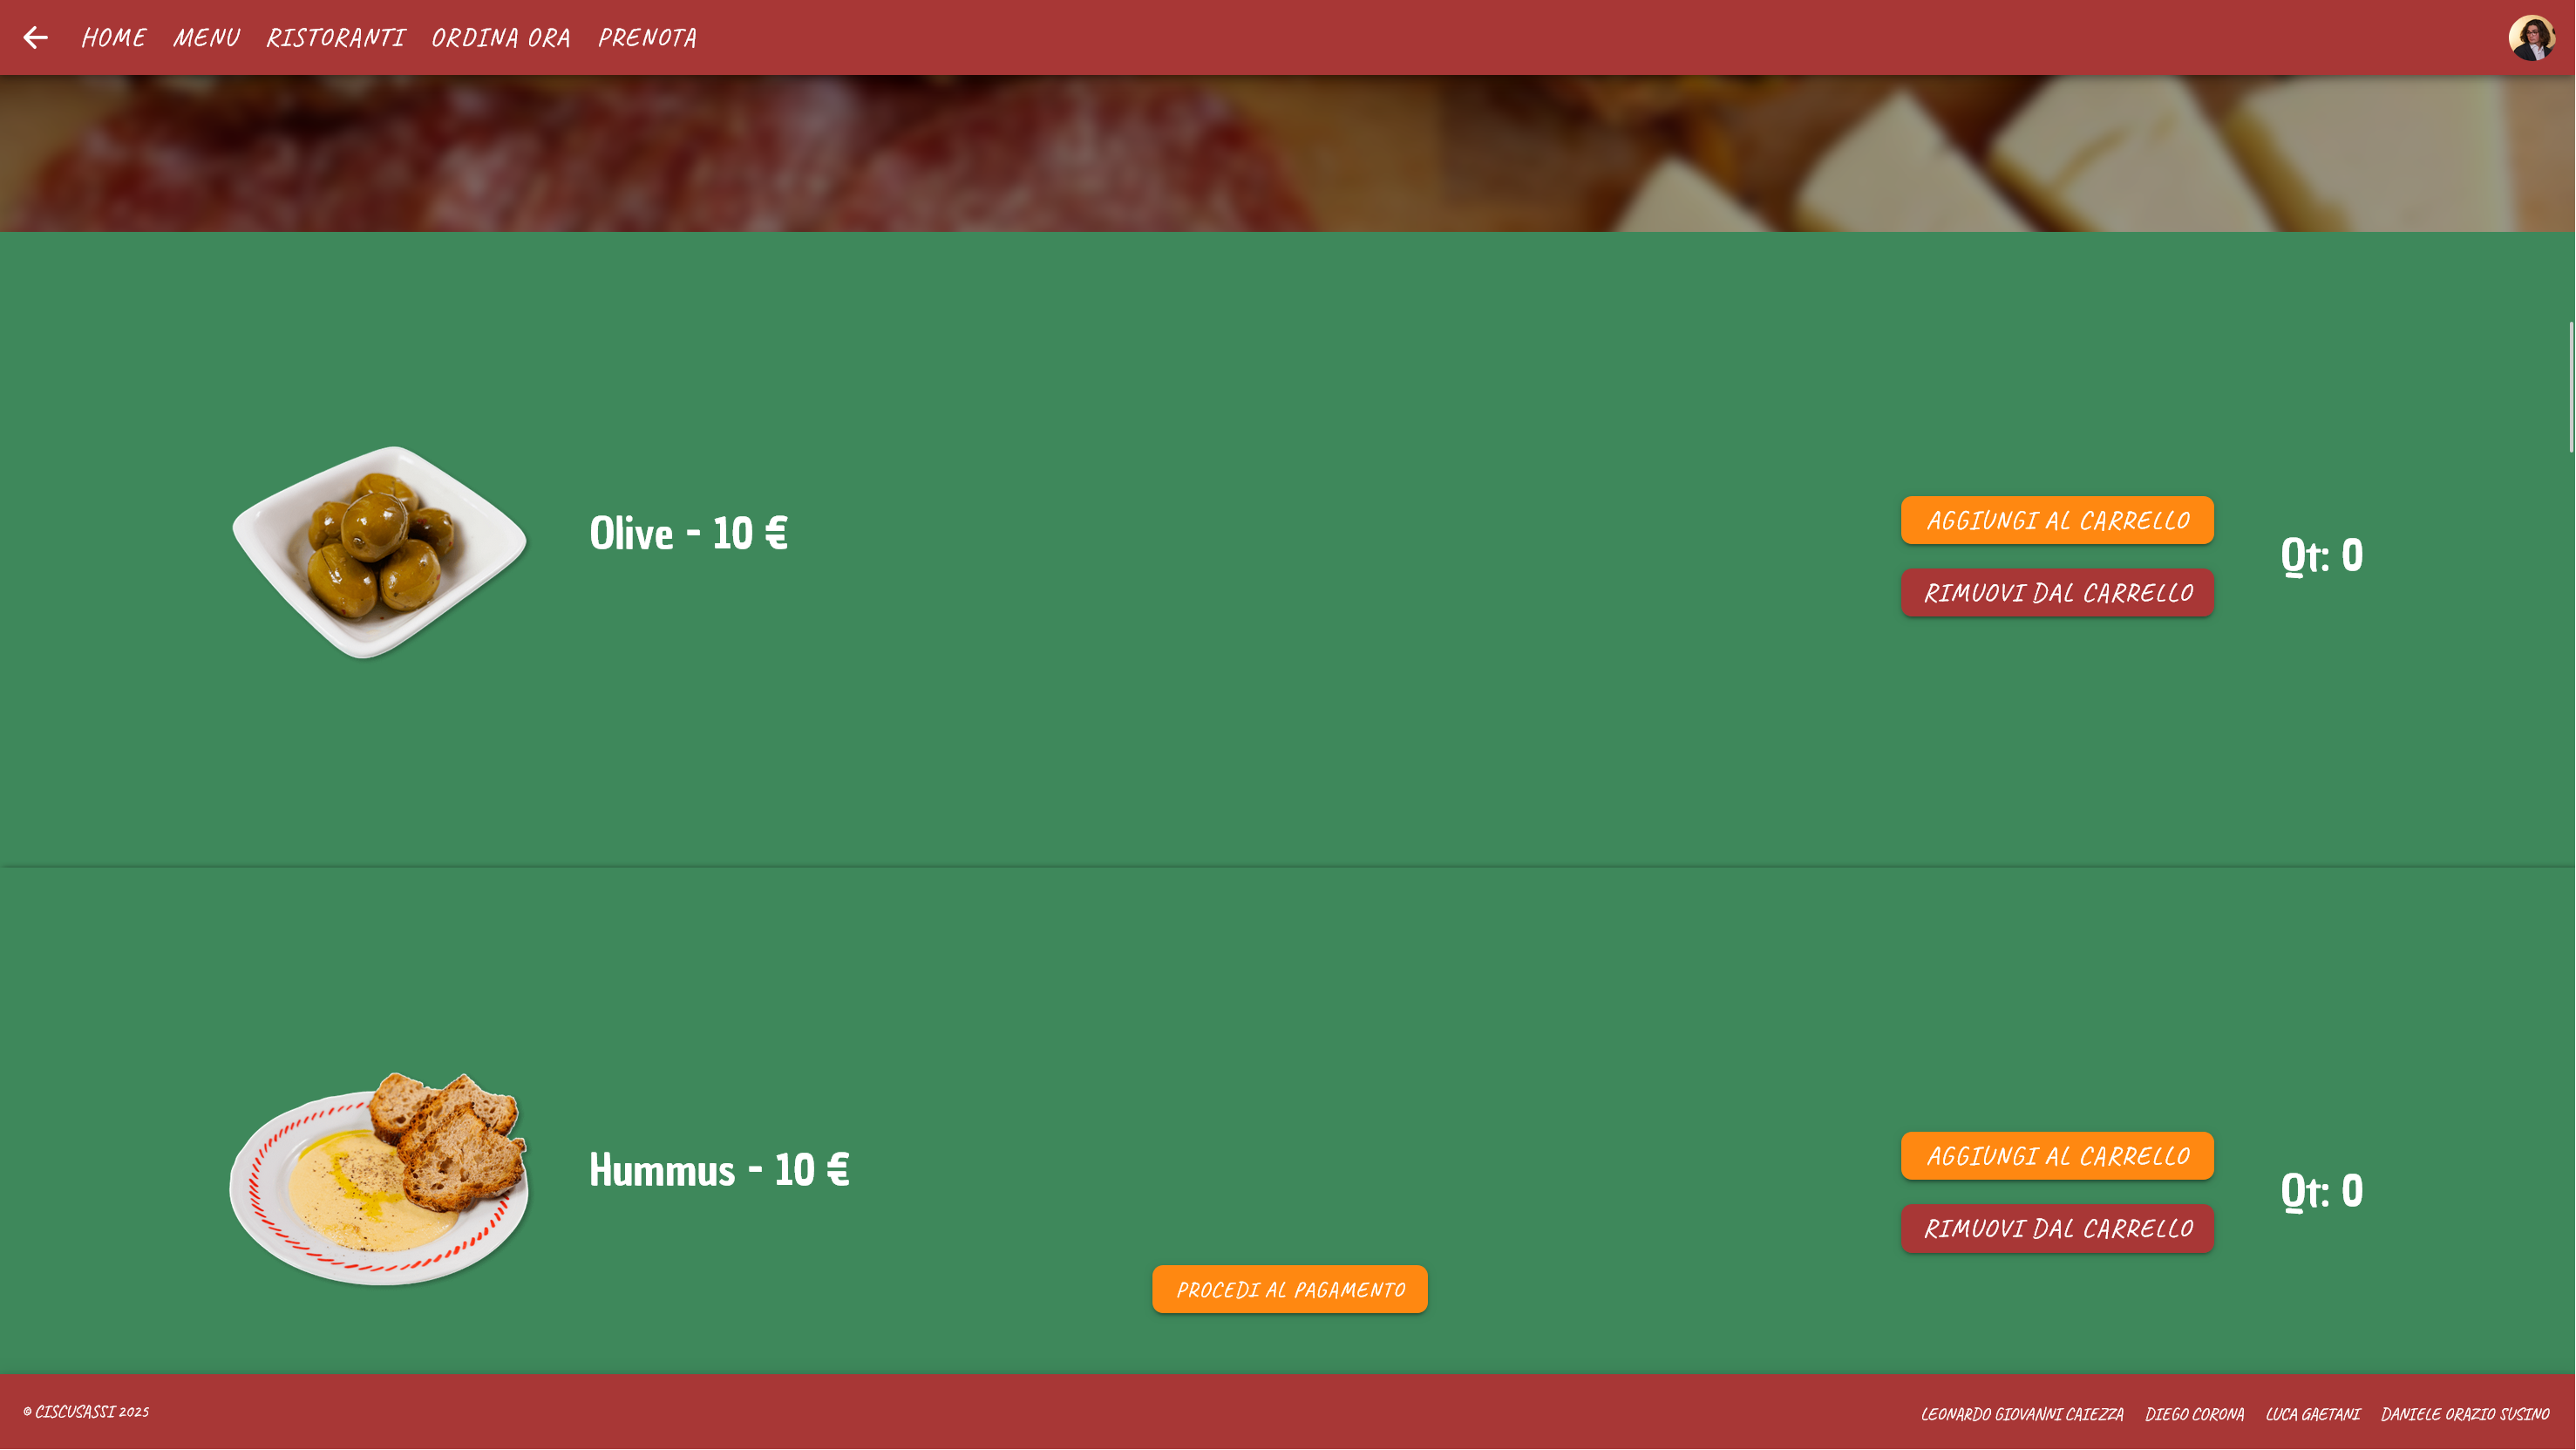 HOME MENU RISTORANTI ORDINA ORA PRENOTA
Olive - 10 €
AGGIUNGI AL CARRELLO
RIMUOVI DAL CARRELLO
Qt: 0
Hummus - 10 €
AGGIUNGI AL CARRELLO
RIMUOVI DAL CARRELLO
Qt: 0
PROCEDI AL PAGAMENTO
© CISCUSASSI 2025
LEONARDO GIOVANNI CAIEZZA DIEGO CORONA LUCA GAETANI DANIELE ORAZIO SUSINO